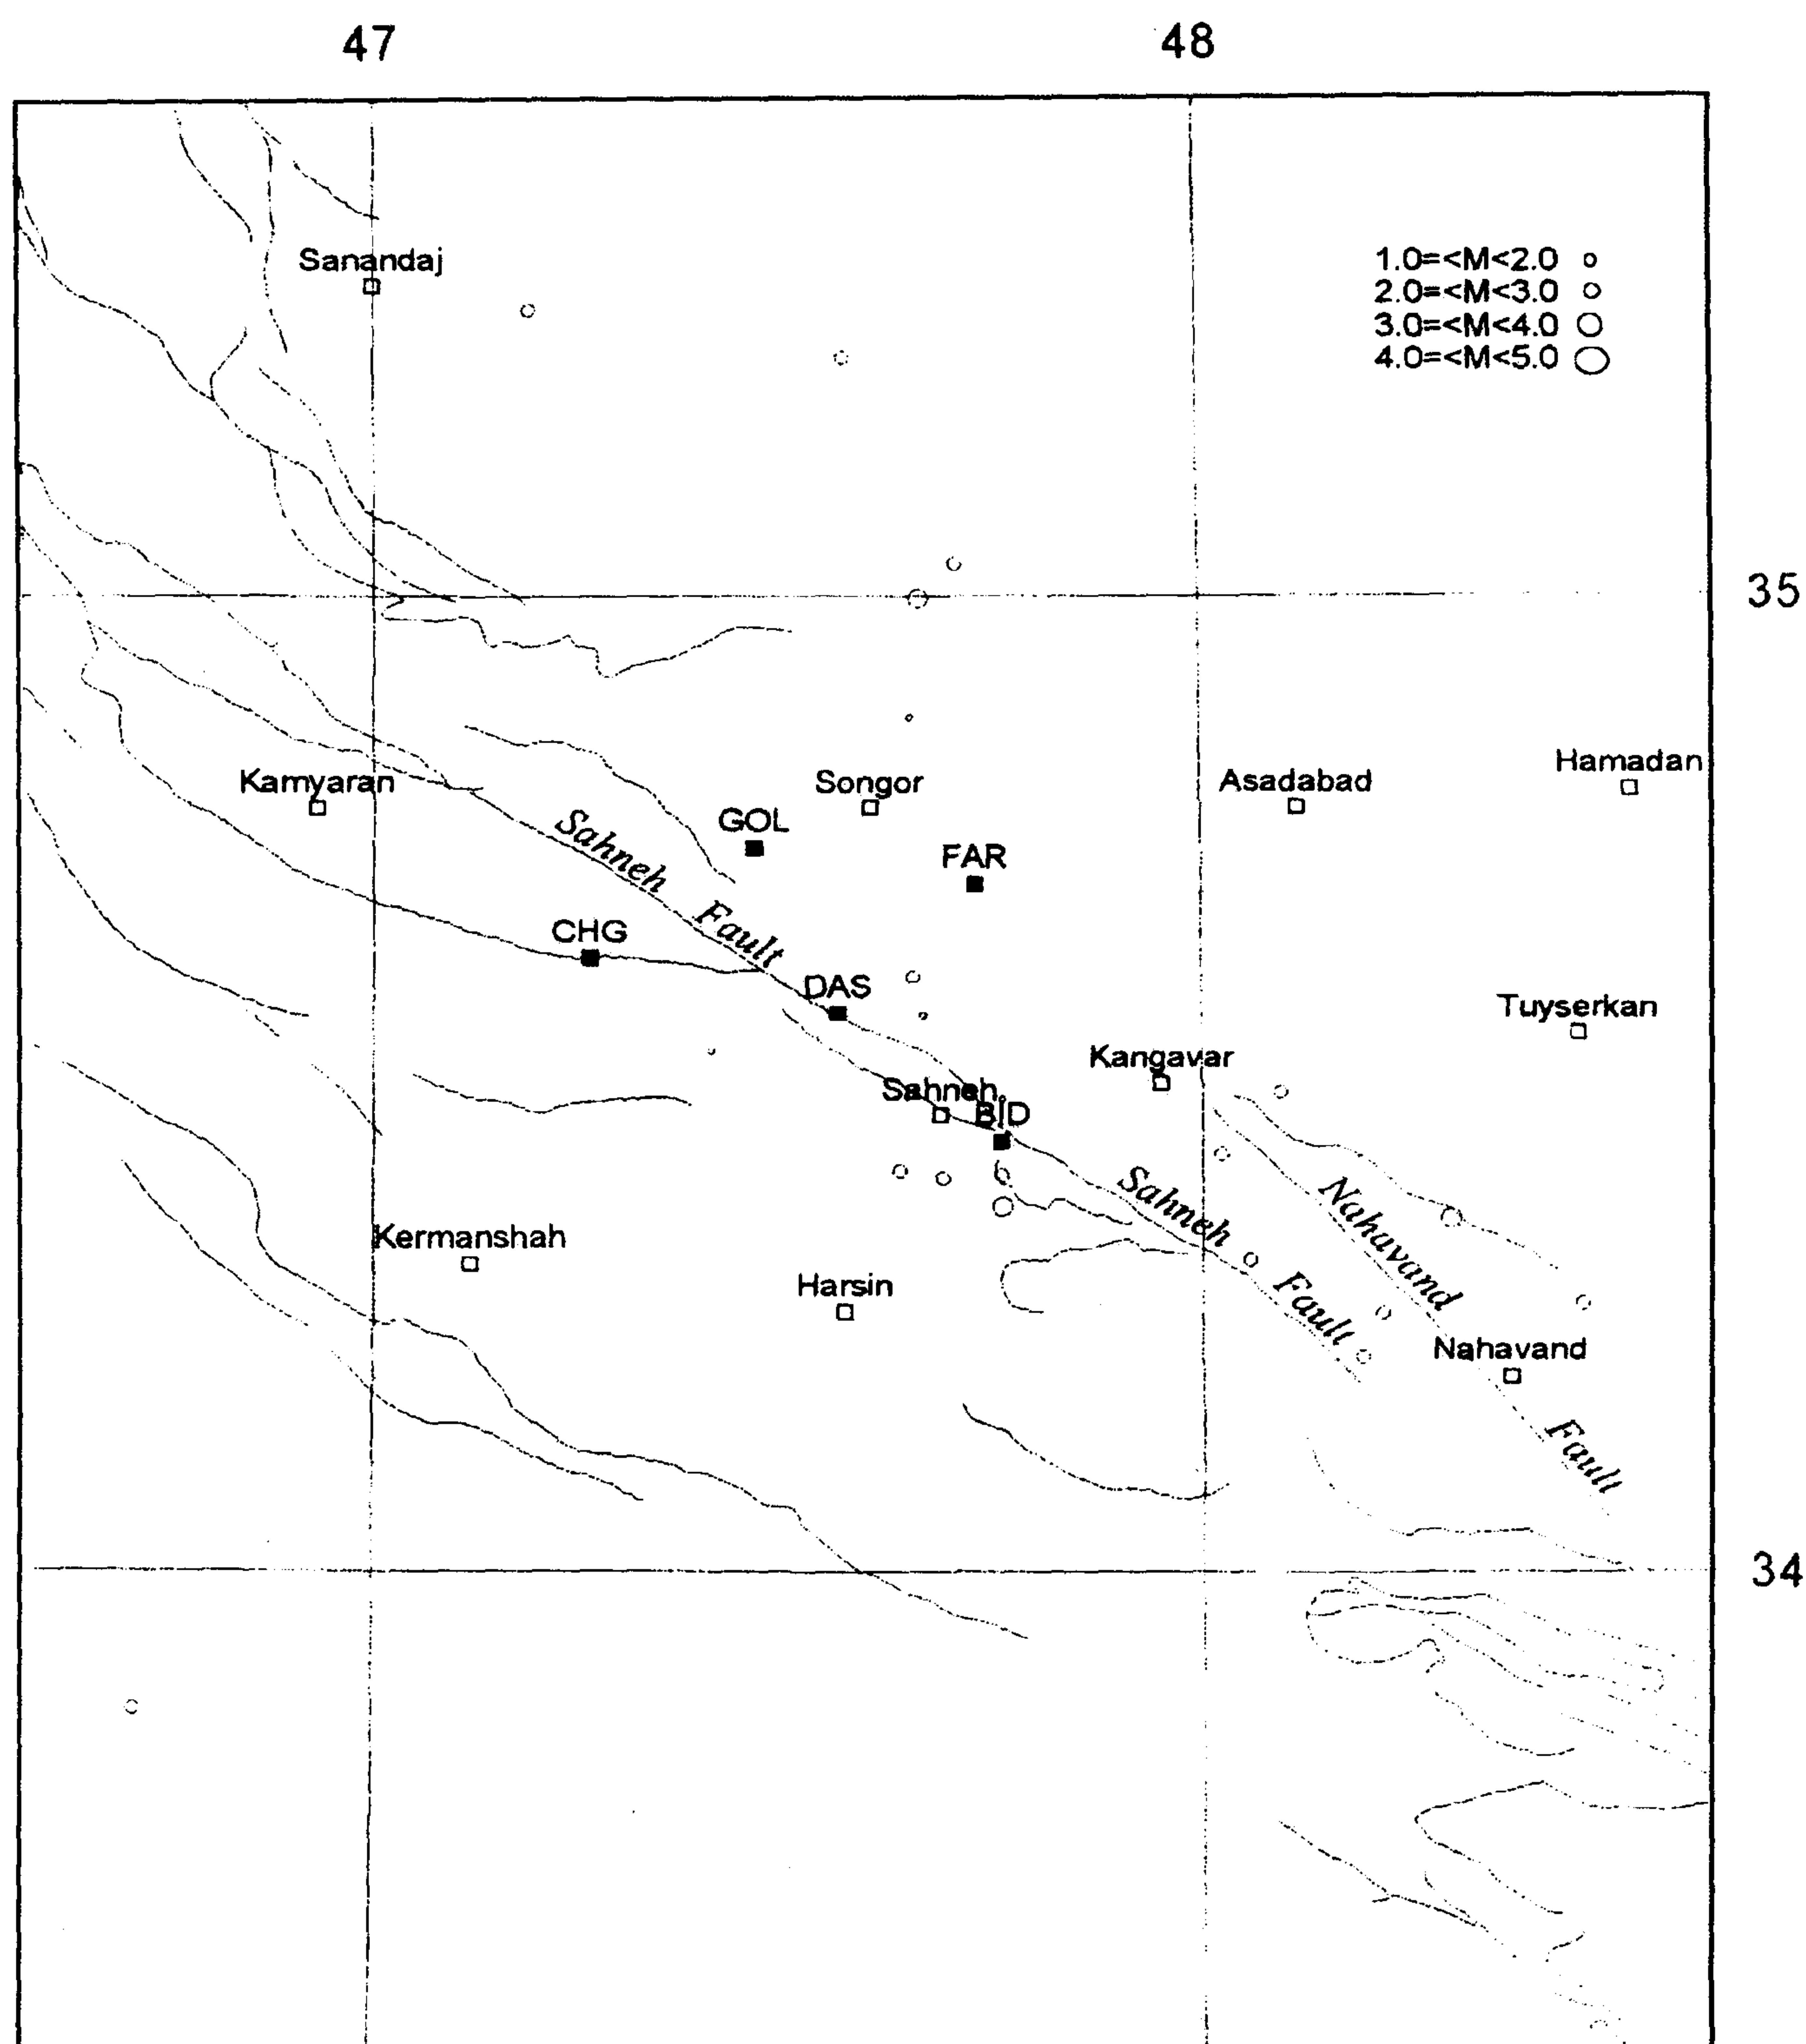 47 48
Sanandaj
1.0=<M<2.0
2.0=<M<3.0
3.0=<M<4.0
4.0=<M<5.0
35
Hamadan
Kamyaran
Songor
Asadabad
GOL
Sahneh Fault
FAR
CHG
DAS
Tuyserkan
Kangavar
Sahneh
BID
Sahneh Fault
Nahavand Fault
Kermanshah
Harsin
Nahavand
34